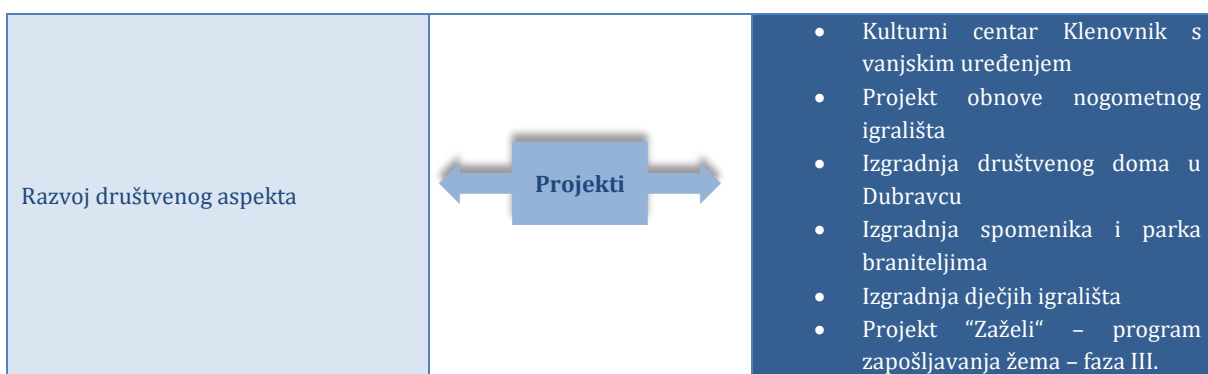 Razvoj društvenog aspekta
Projekti
• Kulturni centar Klenovnik s
vanjskim uređenjem
• Projekt obnove nogometnog
igrališta
• Izgradnja društvenog doma u
Dubravcu
• Izgradnja spomenika i parka
braniteljima
• Izgradnja dječjih igrališta
• Projekt “Zaželi“ – program
zapošljavanja žema – faza III.